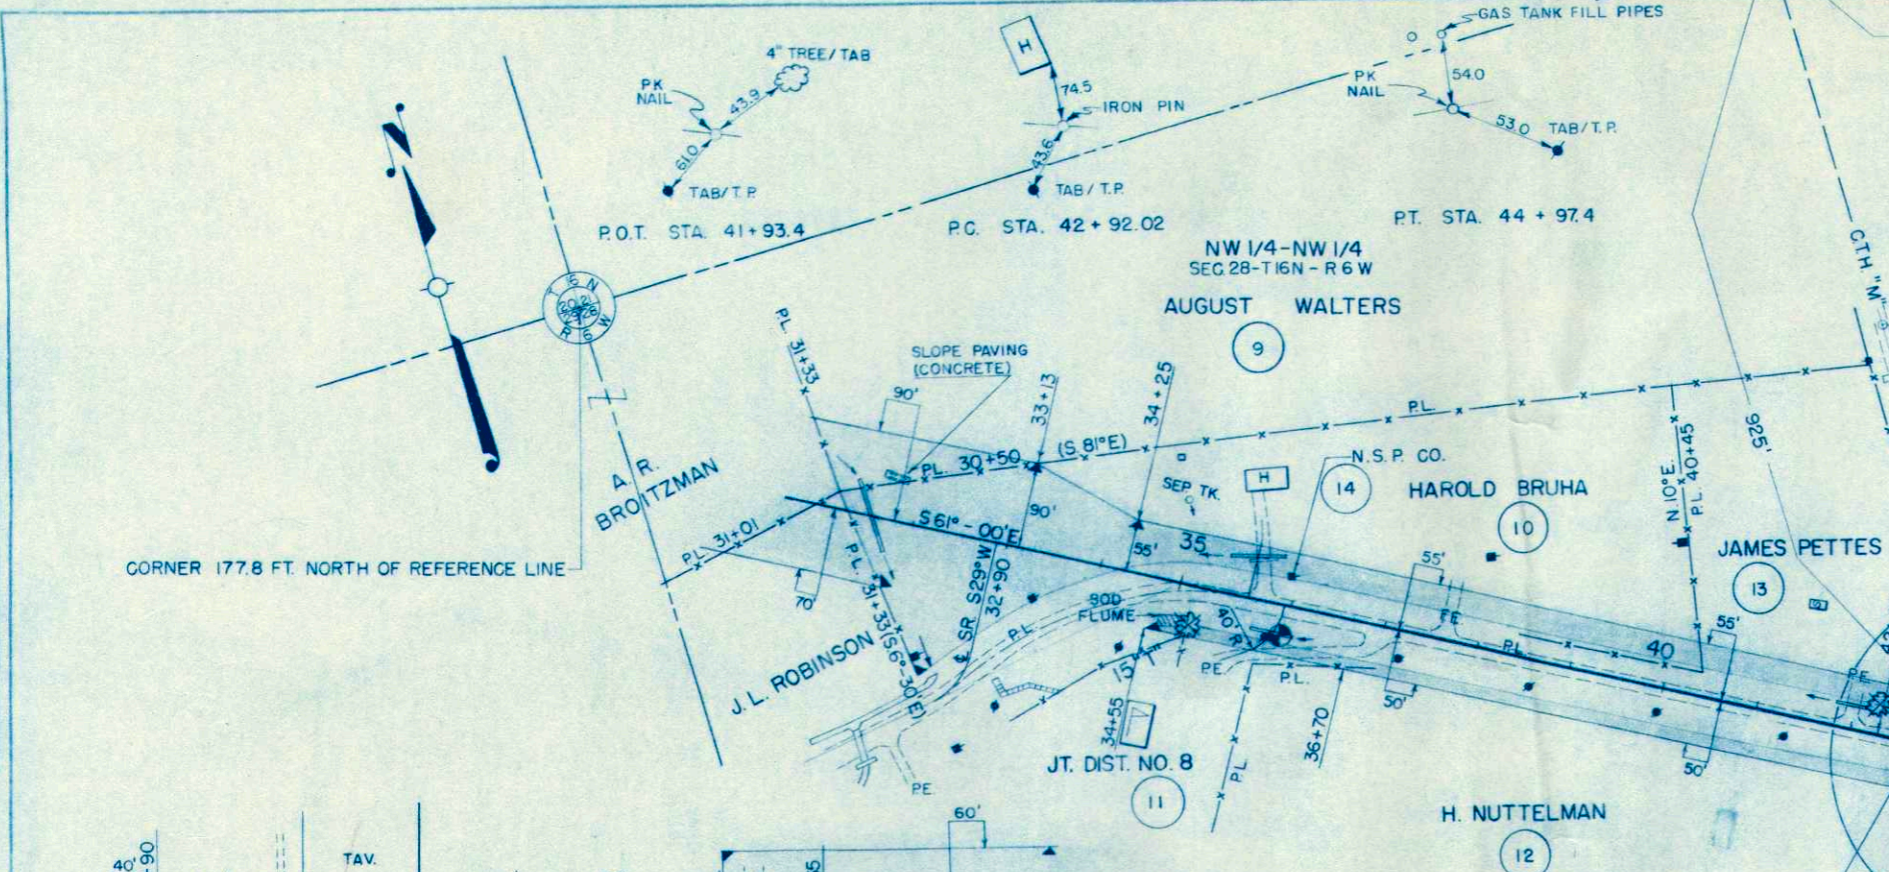 GAS TANK FILL PIPES
4" TREE/TAB
PK
NAIL
43.9
61.0
TAB/T.P.
P.O.T. STA. 41+93.4
H
74.5
IRON PIN
43.6
TAB/T.P.
P.C. STA. 42+92.02
PK
NAIL
54.0
53.0
TAB/T.P.
P.T. STA. 44+97.4
N
T 16 N
20 21
29 28
R 6 W
NW 1/4-NW 1/4
SEC 28-T16N-R6W
AUGUST WALTERS
9
C.T.H. "M"
925'
P.L. 31+33
SLOPE PAVING
(CONCRETE)
90'
33+13
34+25
P.L.
(S 81°E)
P.L. 30+50
N.S.P. CO.
14
HAROLD BRUHA
10
N.10°E.
P.L. 40+45
JAMES PETTES
13
A. R.
BROITZMAN
P.L. 31+01
CORNER 177.8 FT. NORTH OF REFERENCE LINE
S 61°-00'E
90'
SEP. TK.
H
55'
35
70'
P.L. 31+33(S6°-30'E)
S29°W
32+90
SOD
FLUME
P.L.
40' R
P.E.
55'
F.E.
P.L.
40
55'
P.E.
J. L. ROBINSON
15"
34+55
P.E.
P.L.
36+70
50'
50'
JT. DIST. NO. 8
11
P.L.
P.E.
H. NUTTELMAN
12
60'
TAV.
40'